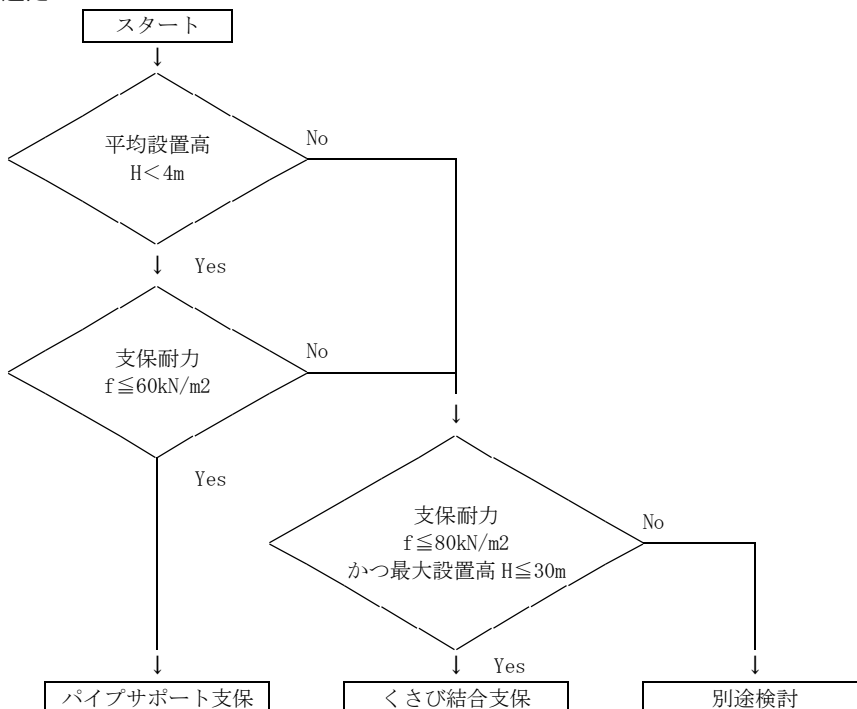 スタート
平均設置高
H<4m
No
Yes
支保耐力
f≦60kN/m2
No
Yes
支保耐力
f≦80kN/m2
かつ最大設置高 H≦30m
No
Yes
パイプサポート支保
くさび結合支保
別途検討